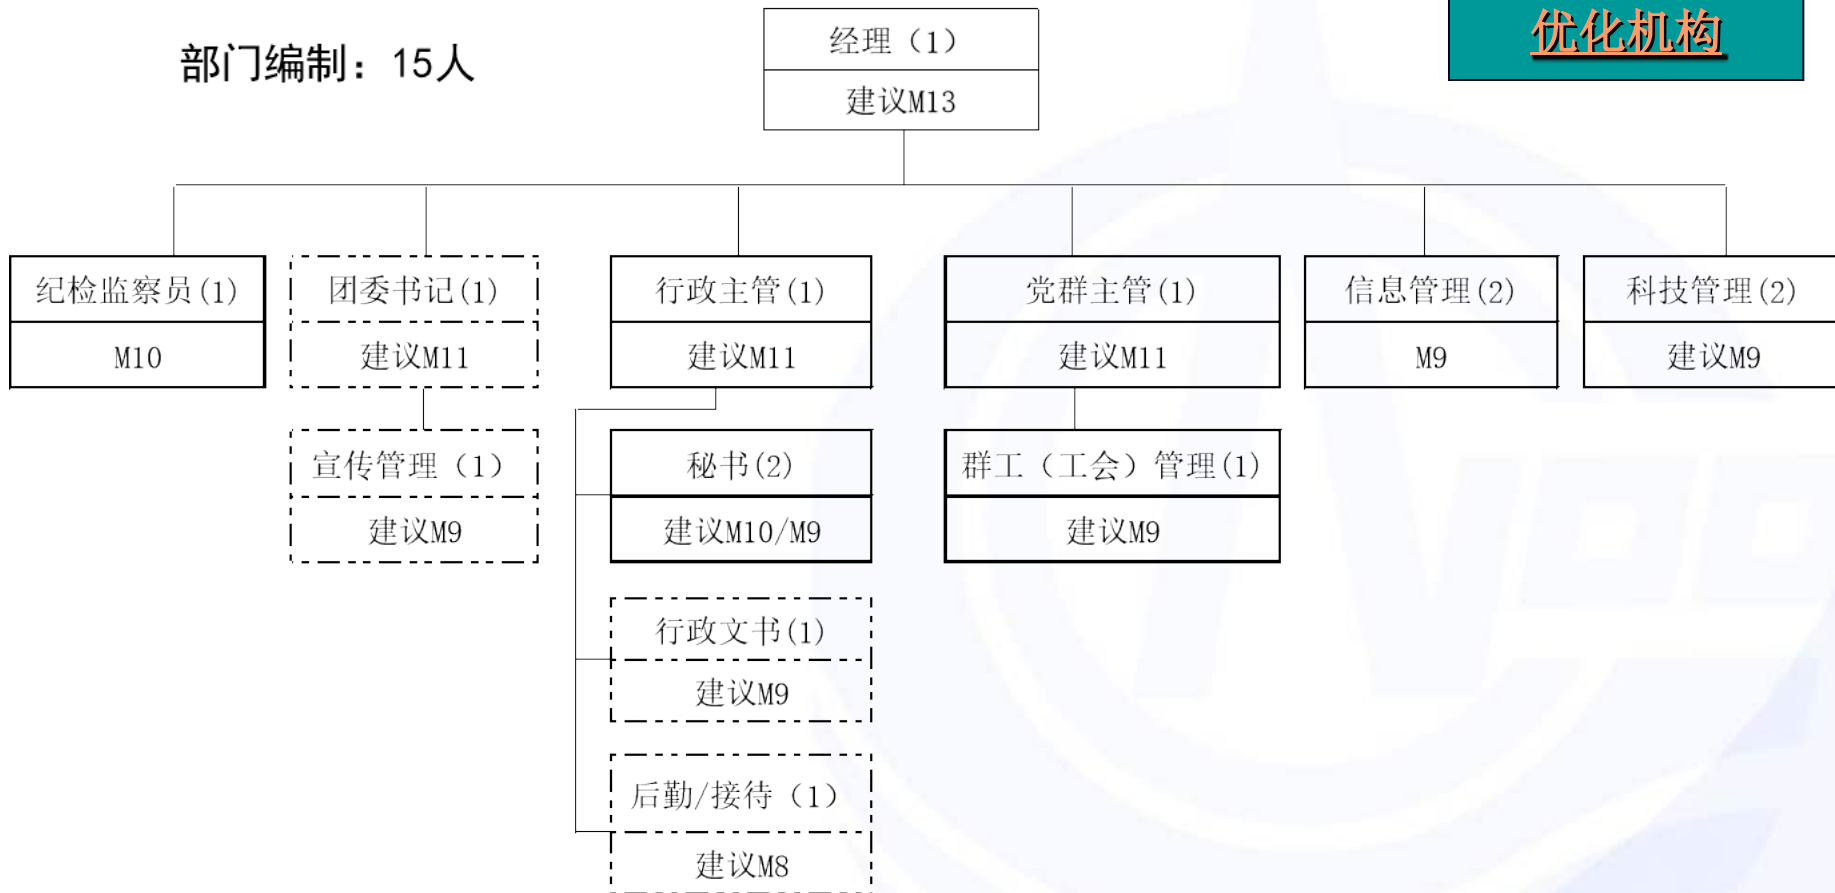 优化机构
部门编制：15人
经理（1）
建议M13
纪检监察员(1)
M10
团委书记(1)
建议M11
行政主管(1)
建议M11
党群主管(1)
建议M11
信息管理(2)
M9
科技管理(2)
建议M9
宣传管理（1）
建议M9
秘书(2)
建议M10/M9
群工（工会）管理(1)
建议M9
行政文书(1)
建议M9
后勤/接待（1）
建议M8